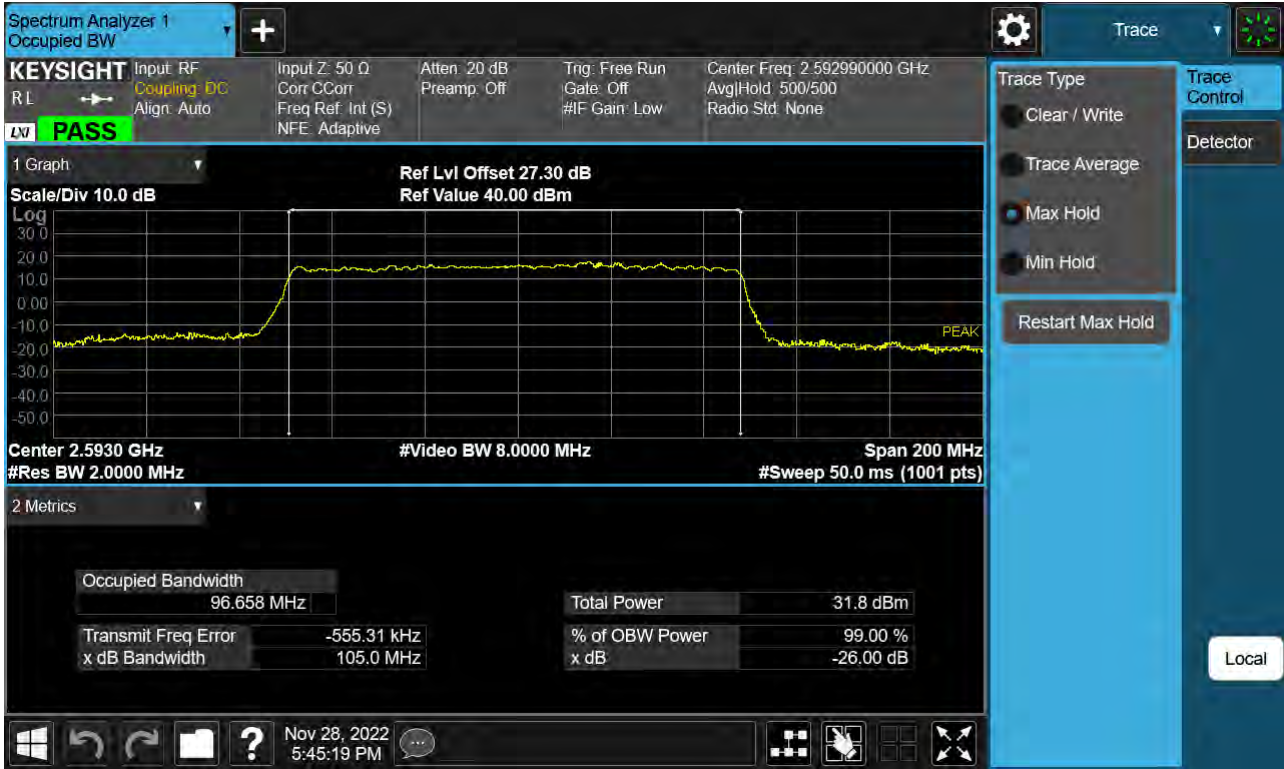 Spectrum Analyzer 1
Occupied BW
Trace
KEYSIGHT
R L
LXI PASS
Input: RF
Coupling: DC
Align: Auto
Input Z: 50 Ω
Corr CCorr
Freq Ref: Int (S)
NFE: Adaptive
Atten: 20 dB
Preamp: Off
Trig: Free Run
Gate: Off
#IF Gain: Low
Center Freq: 2.592990000 GHz
Avg|Hold: 500/500
Radio Std: None
1 Graph
Scale/Div 10.0 dB
Ref Lvl Offset 27.30 dB
Ref Value 40.00 dBm
Log
30.0
20.0
10.0
0.00
-10.0
-20.0
-30.0
-40.0
-50.0
PEAK
Center 2.5930 GHz
#Video BW 8.0000 MHz
Span 200 MHz
#Res BW 2.0000 MHz
#Sweep 50.0 ms (1001 pts)
2 Metrics
Occupied Bandwidth
96.658 MHz
Total Power 31.8 dBm
Transmit Freq Error -555.31 kHz
% of OBW Power 99.00 %
x dB Bandwidth 105.0 MHz
x dB -26.00 dB
Trace Type
Clear / Write
Trace Average
Max Hold
Min Hold
Restart Max Hold
Trace
Control
Detector
Local
?
Nov 28, 2022
5:45:19 PM